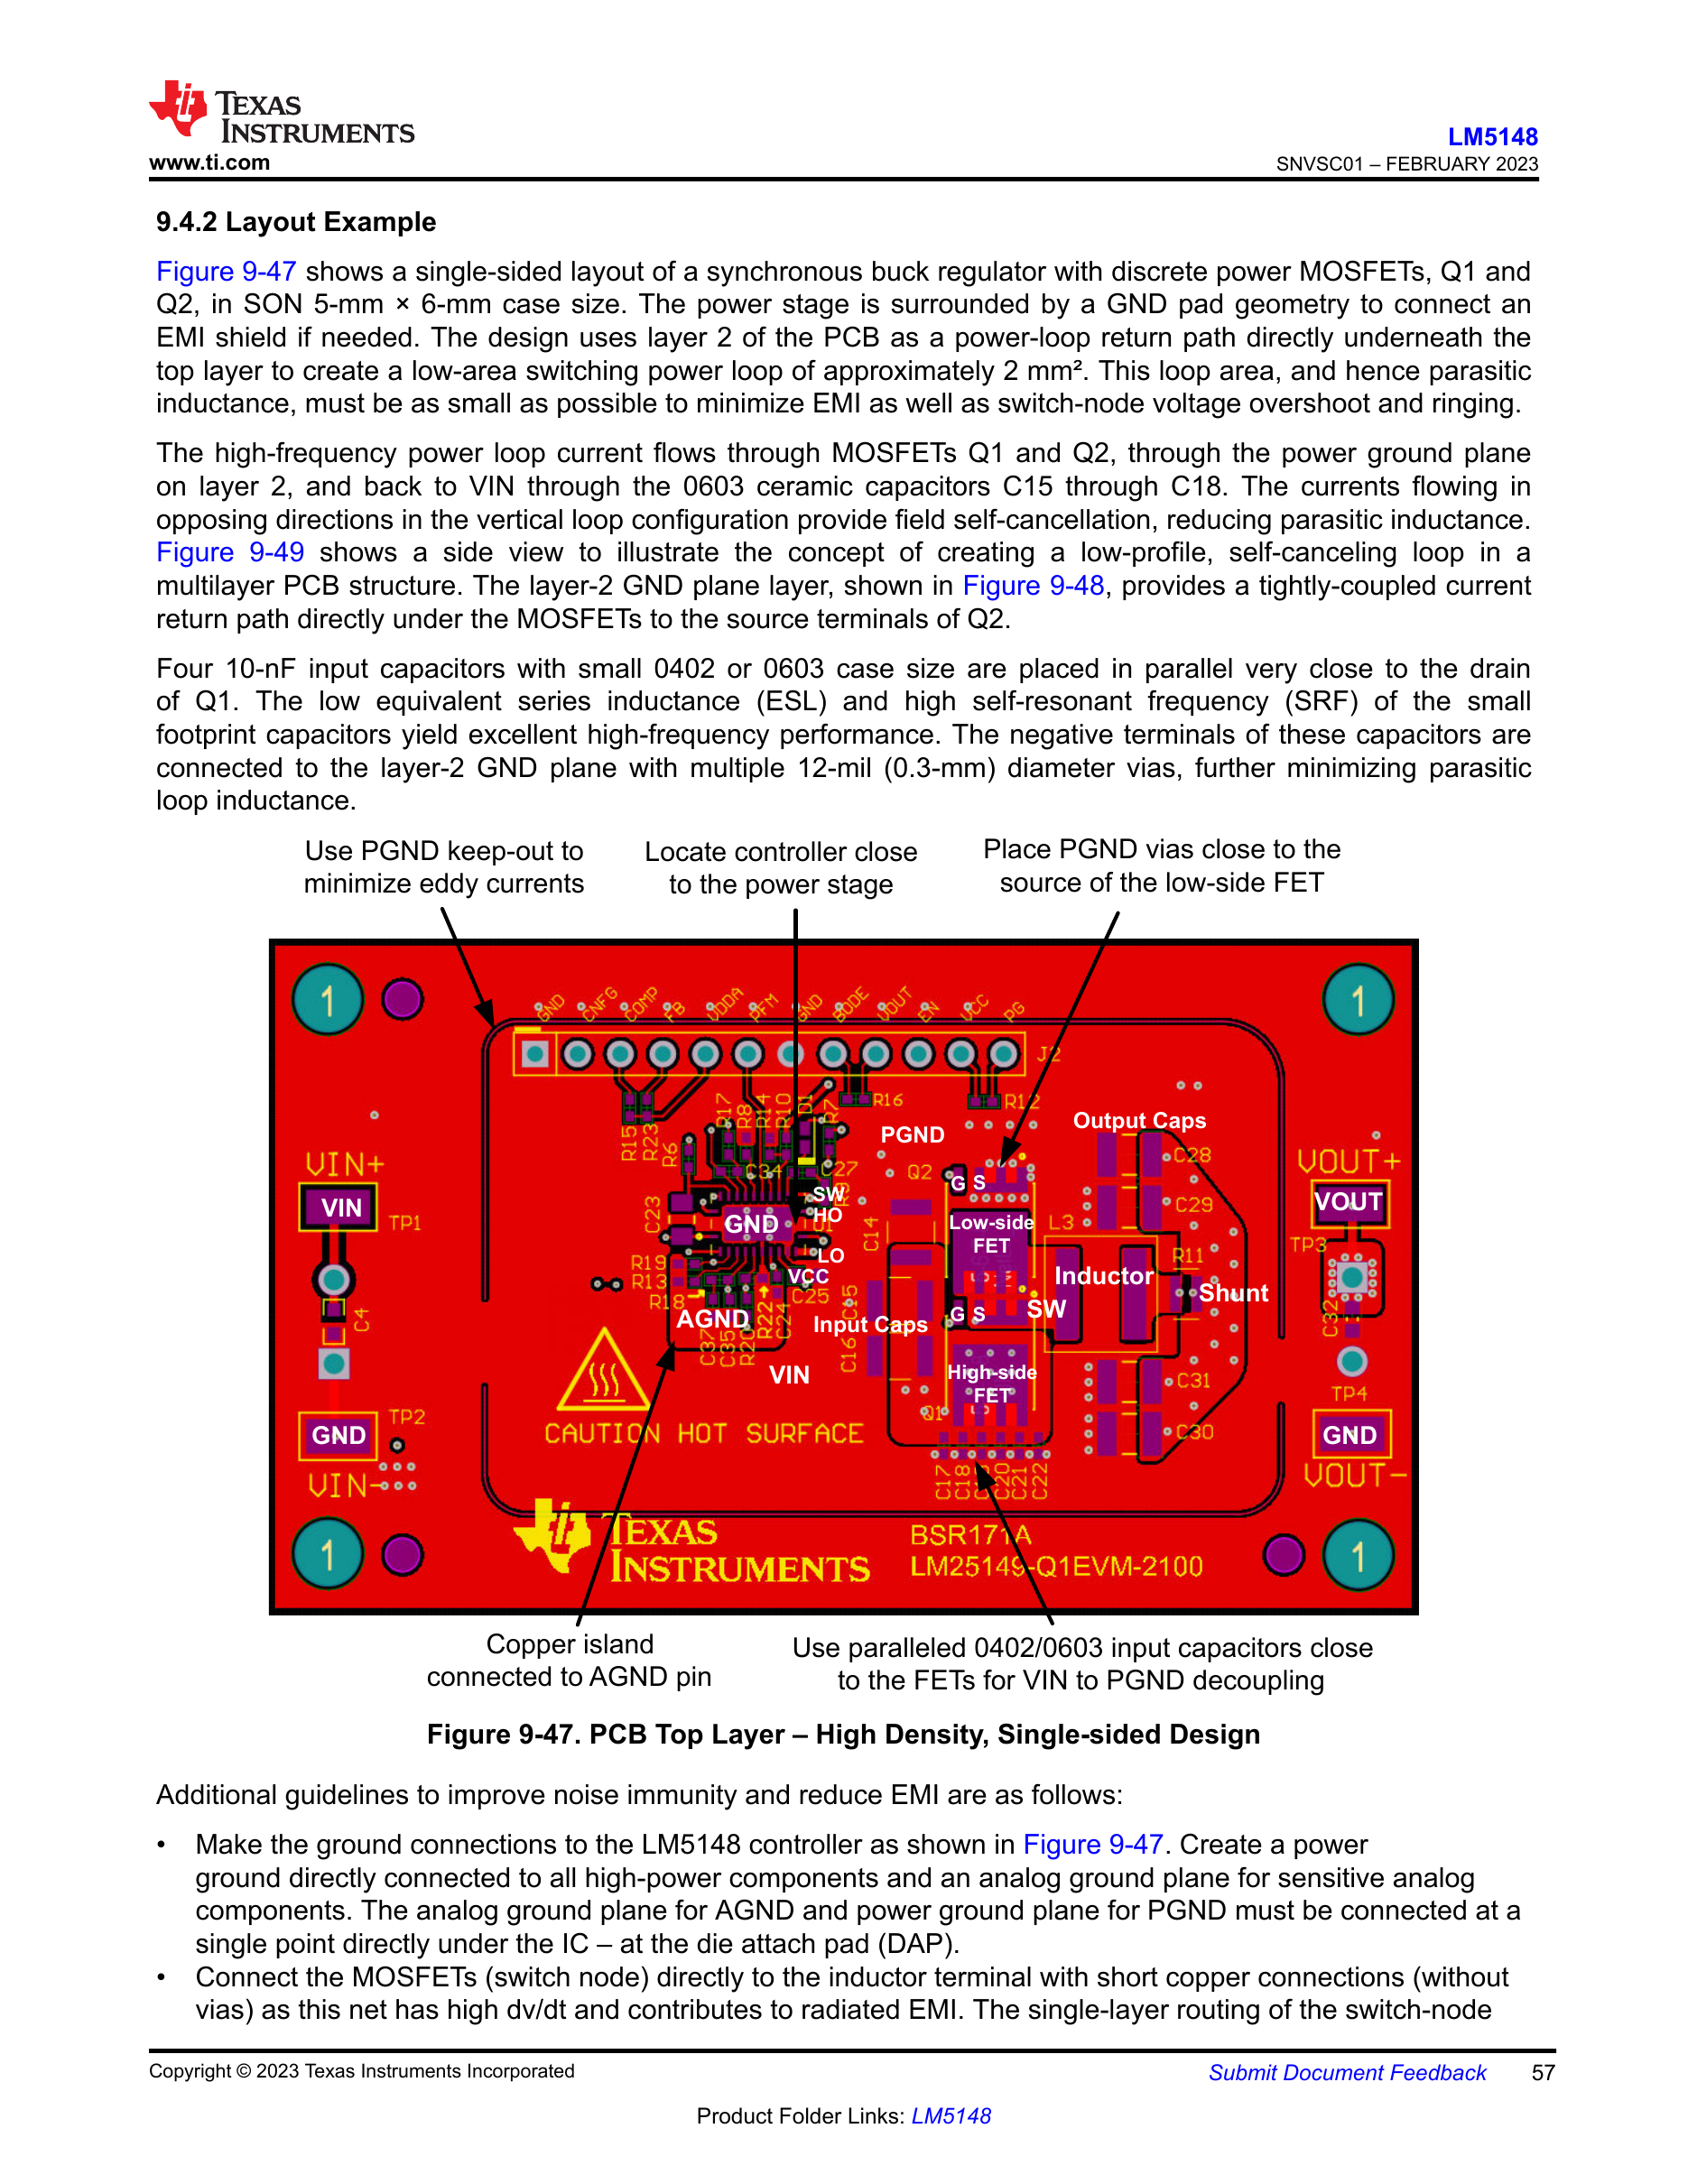 TEXAS
INSTRUMENTS
www.ti.com
LM5148
SNVSC01 – FEBRUARY 2023
9.4.2 Layout Example
Figure 9-47 shows a single-sided layout of a synchronous buck regulator with discrete power MOSFETs, Q1 and
Q2, in SON 5-mm × 6-mm case size. The power stage is surrounded by a GND pad geometry to connect an
EMI shield if needed. The design uses layer 2 of the PCB as a power-loop return path directly underneath the
top layer to create a low-area switching power loop of approximately 2 mm². This loop area, and hence parasitic
inductance, must be as small as possible to minimize EMI as well as switch-node voltage overshoot and ringing.
The high-frequency power loop current flows through MOSFETs Q1 and Q2, through the power ground plane
on layer 2, and back to VIN through the 0603 ceramic capacitors C15 through C18. The currents flowing in
opposing directions in the vertical loop configuration provide field self-cancellation, reducing parasitic inductance.
Figure 9-49 shows a side view to illustrate the concept of creating a low-profile, self-canceling loop in a
multilayer PCB structure. The layer-2 GND plane layer, shown in Figure 9-48, provides a tightly-coupled current
return path directly under the MOSFETs to the source terminals of Q2.
Four 10-nF input capacitors with small 0402 or 0603 case size are placed in parallel very close to the drain
of Q1. The low equivalent series inductance (ESL) and high self-resonant frequency (SRF) of the small
footprint capacitors yield excellent high-frequency performance. The negative terminals of these capacitors are
connected to the layer-2 GND plane with multiple 12-mil (0.3-mm) diameter vias, further minimizing parasitic
loop inductance.
Use PGND keep-out to
minimize eddy currents
Locate controller close
to the power stage
Place PGND vias close to the
source of the low-side FET
1
1
GND CNFG COMP FB VDDA PFM GND BODE VOUT EN VCC PG
J2
R15 R23 R6 R17 R8 R14 R10 D1 R7
R16
R12
PGND
Output Caps
C28
C34
C27
Q2
G S
VIN+
VIN
TP1
C23
GND
SW
HO
U1
LO
VCC
C14
Low-side
FET
L3
C29
VOUT+
VOUT
TP3
R19
R13
R18
C25
C15
Inductor
R11
Shunt
AGND
Input Caps
G S
SW
C4
C37 C35 R20 R22 C24
C16
C32
VIN
High-side
FET
C31
TP4
Q1
TP2
GND
VIN-
CAUTION HOT SURFACE
C30
GND
VOUT-
C17 C18 C20 C21 C22
1
TEXAS
INSTRUMENTS
BSR171A
LM25149-Q1EVM-2100
1
Copper island
connected to AGND pin
Use paralleled 0402/0603 input capacitors close
to the FETs for VIN to PGND decoupling
Figure 9-47. PCB Top Layer – High Density, Single-sided Design
Additional guidelines to improve noise immunity and reduce EMI are as follows:
• Make the ground connections to the LM5148 controller as shown in Figure 9-47. Create a power
ground directly connected to all high-power components and an analog ground plane for sensitive analog
components. The analog ground plane for AGND and power ground plane for PGND must be connected at a
single point directly under the IC – at the die attach pad (DAP).
• Connect the MOSFETs (switch node) directly to the inductor terminal with short copper connections (without
vias) as this net has high dv/dt and contributes to radiated EMI. The single-layer routing of the switch-node
Copyright © 2023 Texas Instruments Incorporated
Submit Document Feedback
57
Product Folder Links: LM5148